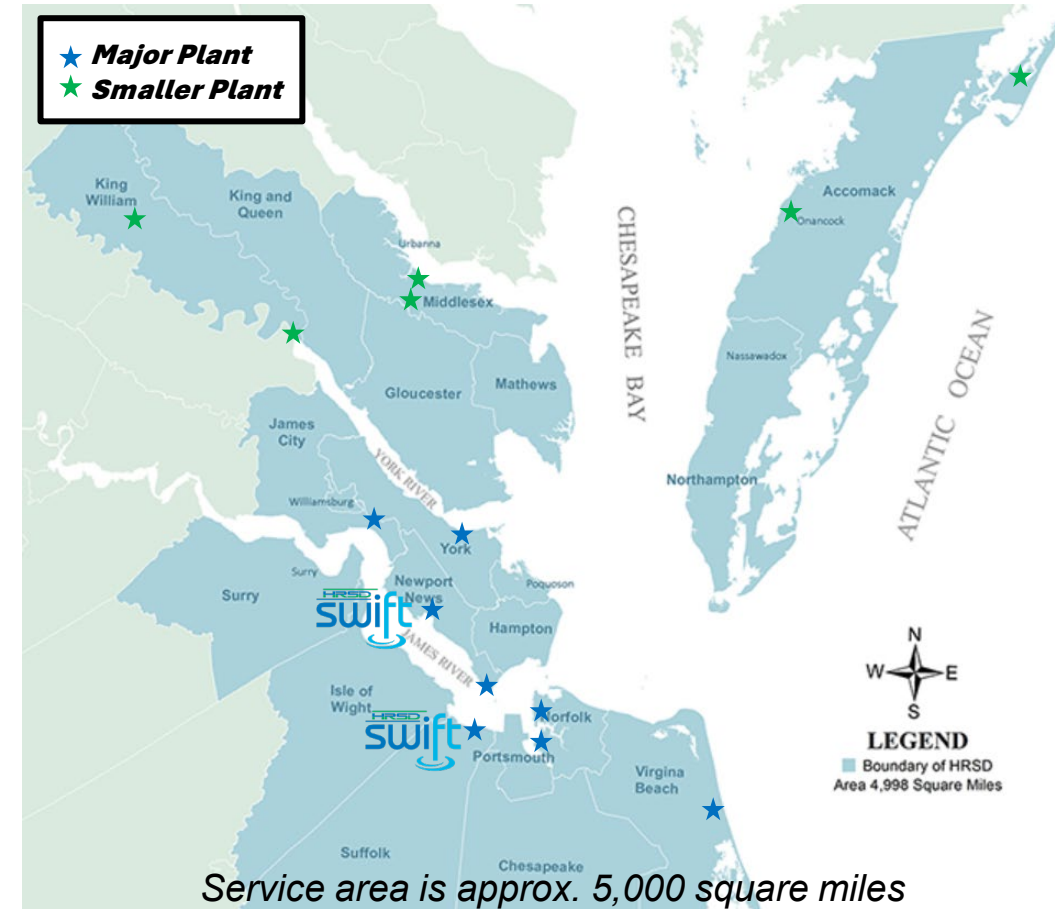 Major Plant
Smaller Plant
King
William
King and
Queen
Urbanna
Middlesex
Accomack
Onancock
CHESAPEAKE BAY
Nassawadox
ATLANTIC OCEAN
Mathews
Gloucester
James
City
YORK RIVER
Northampton
Williamsburg
York
Surry
Surry
Newport
News
Poquoson
HRSD
swift
Hampton
JAMES RIVER
N
W
E
S
Isle of
Wight
HRSD
swift
Norfolk
Portsmouth
LEGEND
Boundary of HRSD
Area 4,998 Square Miles
Virgina
Beach
Suffolk
Chesapeake
Service area is approx. 5,000 square miles